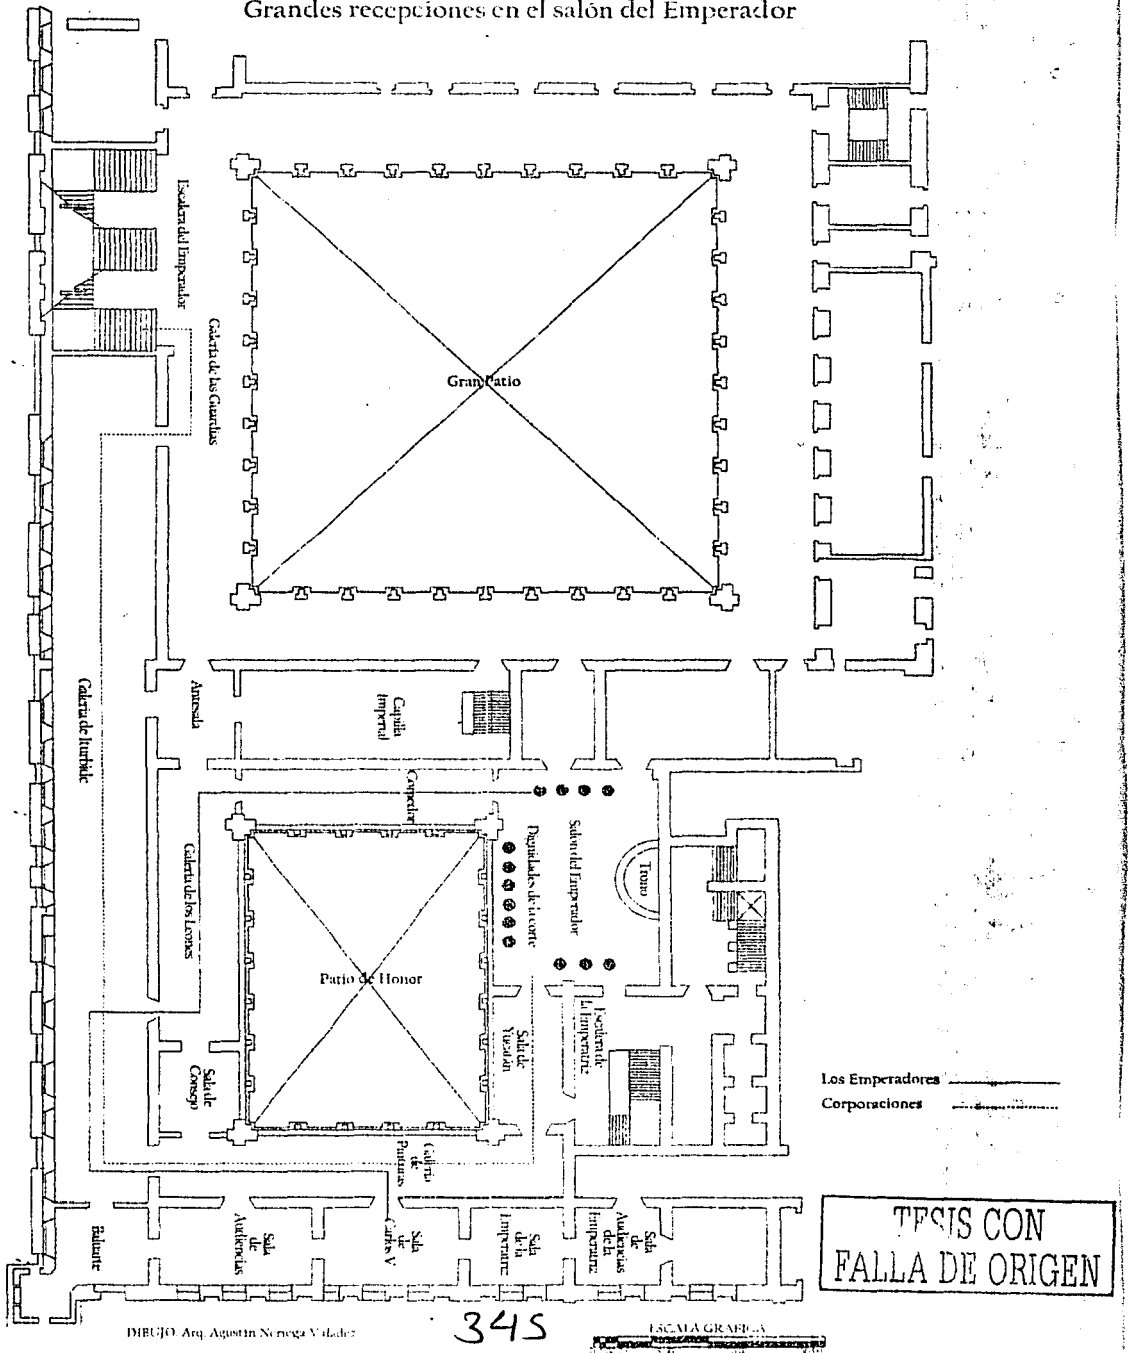 Grandes recepciones en el salón del Emperador
Escalera del Emperador
Galería de las Guardias
Gran Patio
Galería de Iturbide
Antesala
Capilla
Imperial
Comedor
Galería de los Leones
Dignidades de la corte
Salón del Emperador
Trono
Patio de Honor
Sala de
Yucatán
Escalera de
la Emperatriz
Sala de
Consejo
Galería
de
Pinturas
Los Emperadores
Corporaciones
Baluarte
Sala
de
Audiencias
Sala
de
Carlos V
Sala
de la
Emperatriz
Sala
de
Audiencias
de la
Emperatriz
TESIS CON
FALLA DE ORIGEN
DIBUJO: Arq. Agustín Noriega
345
ESCALA GRAFICA